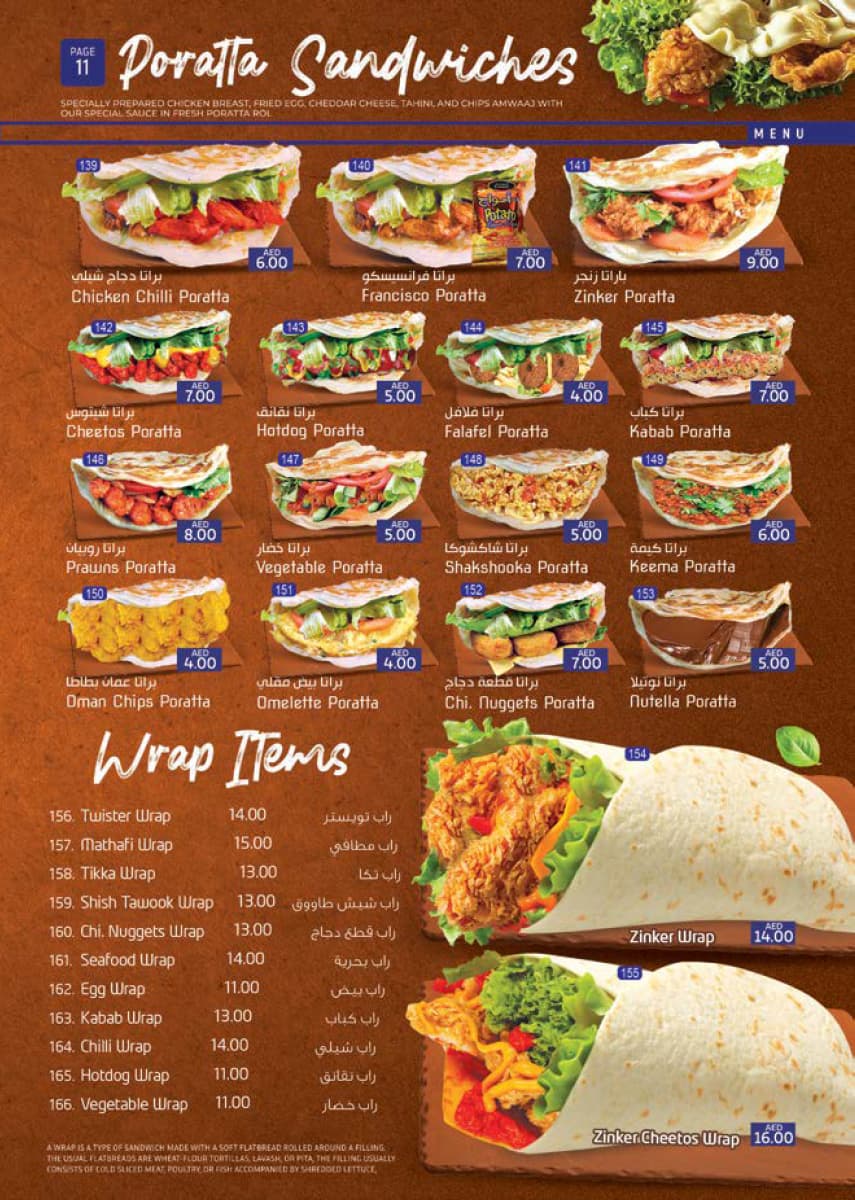 PAGE
11
Poratta Sandwiches
SPECIALLY PREPARED CHICKEN BREAST, FRIED EGG, CHEDDAR CHEESE, TAHINI, AND CHIPS AMWAAJ WITH
OUR SPECIAL SAUCE IN FRESH PORATTA ROL
MENU
139
AED
6.00
براتا دجاج شيلي
Chicken Chilli Poratta
140
Potato
AED
7.00
براتا فرانسيسكو
Francisco Poratta
141
AED
9.00
باراتا زنجر
Zinker Poratta
142
AED
7.00
براتا شيتوس
Cheetos Poratta
143
AED
5.00
براتا نقانق
Hotdog Poratta
144
AED
4.00
براتا فلافل
Falafel Poratta
145
AED
7.00
براتا كباب
Kabab Poratta
146
AED
8.00
براتا روبيان
Prawns Poratta
147
AED
5.00
براتا خضار
Vegetable Poratta
148
AED
5.00
براتا شاكشوكا
Shakshooka Poratta
149
AED
6.00
براتا كيمة
Keema Poratta
150
AED
4.00
براتا عمان بطاطا
Oman Chips Poratta
151
AED
4.00
براتا بيض مقلي
Omelette Poratta
152
AED
7.00
براتا قطعة دجاج
Chi. Nuggets Poratta
153
AED
5.00
براتا نوتيلا
Nutella Poratta
Wrap Items
156. Twister Wrap 14.00 راب تويستر
157. Mathafi Wrap 15.00 راب مطافي
158. Tikka Wrap 13.00 راب تكا
159. Shish Tawook Wrap 13.00 راب شيش طاووق
160. Chi. Nuggets Wrap 13.00 راب قطع دجاج
161. Seafood Wrap 14.00 راب بحرية
162. Egg Wrap 11.00 راب بيض
163. Kabab Wrap 13.00 راب كباب
164. Chilli Wrap 14.00 راب شيلي
165. Hotdog Wrap 11.00 راب نقانق
166. Vegetable Wrap 11.00 راب خضار
154
Zinker Wrap
AED
14.00
155
Zinker Cheetos Wrap
AED
16.00
A WRAP IS A TYPE OF SANDWICH MADE WITH A SOFT FLATBREAD ROLLED AROUND A FILLING.
THE USUAL FLATBREADS ARE WHEAT-FLOUR TORTILLAS, LAVASH, OR PITA, THE FILLING USUALLY
CONSISTS OF COLD SLICED MEAT, POULTRY, OR FISH ACCOMPANIED BY SHREDDED LETTUCE,